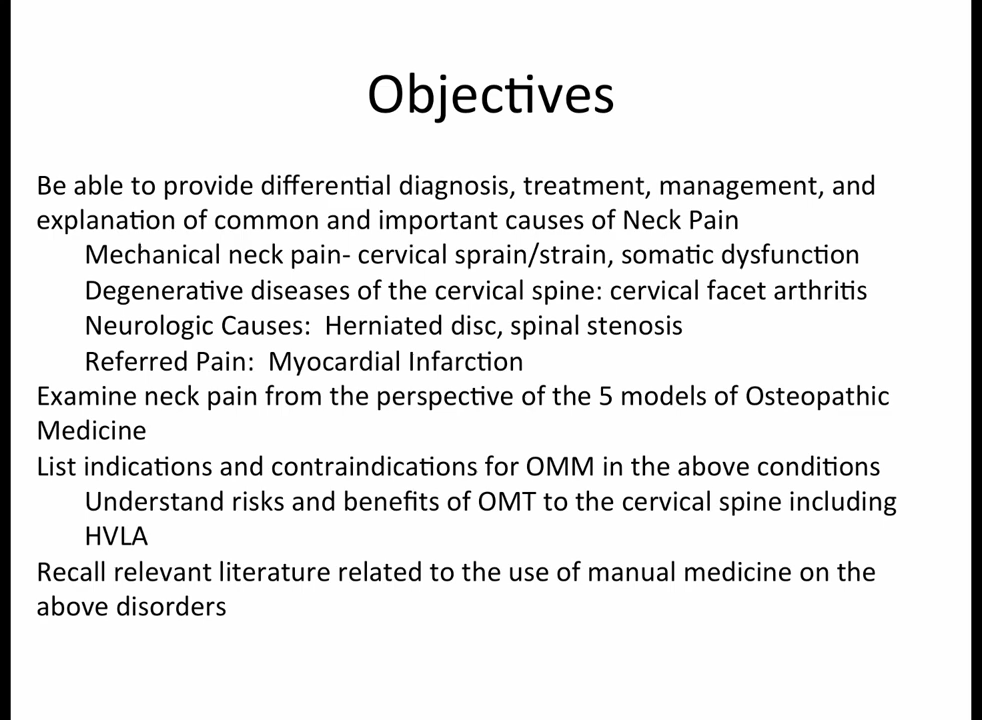 Objectives
Be able to provide differential diagnosis, treatment, management, and
explanation of common and important causes of Neck Pain
Mechanical neck pain- cervical sprain/strain, somatic dysfunction
Degenerative diseases of the cervical spine: cervical facet arthritis
Neurologic Causes:  Herniated disc, spinal stenosis
Referred Pain:  Myocardial Infarction
Examine neck pain from the perspective of the 5 models of Osteopathic
Medicine
List indications and contraindications for OMM in the above conditions
Understand risks and benefits of OMT to the cervical spine including
HVLA
Recall relevant literature related to the use of manual medicine on the
above disorders